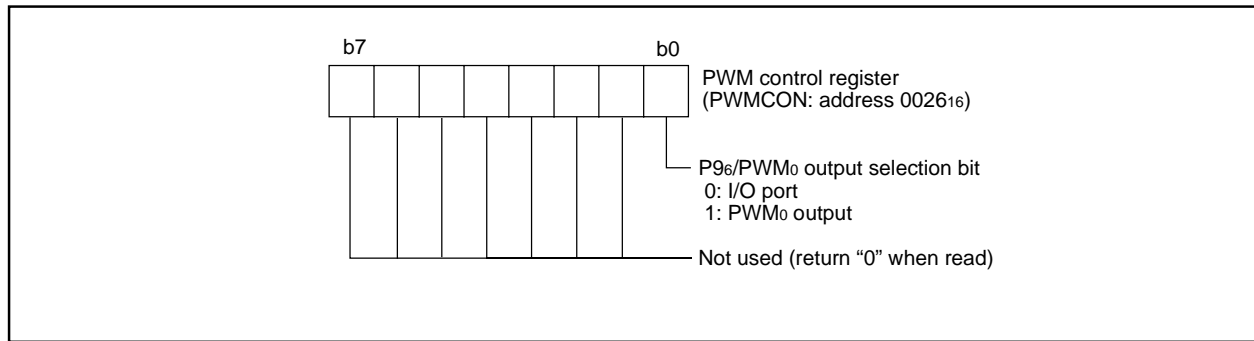 b7 b0
PWM control register
(PWMCON: address 002616)
P96/PWM0 output selection bit
0: I/O port
1: PWM0 output
Not used (return “0” when read)